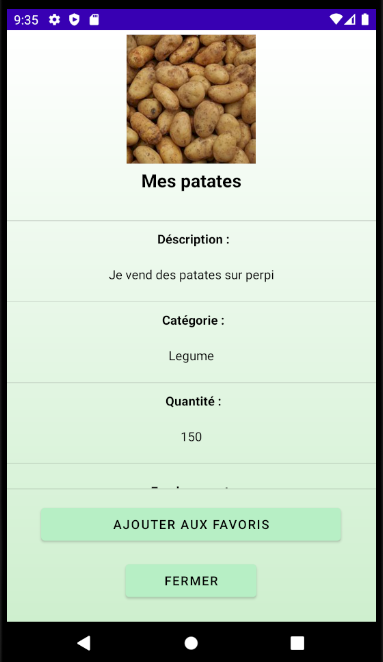 9:35
Mes patates
Déscription :
Je vend des patates sur perpi
Catégorie :
Legume
Quantité :
150
AJOUTER AUX FAVORIS
FERMER